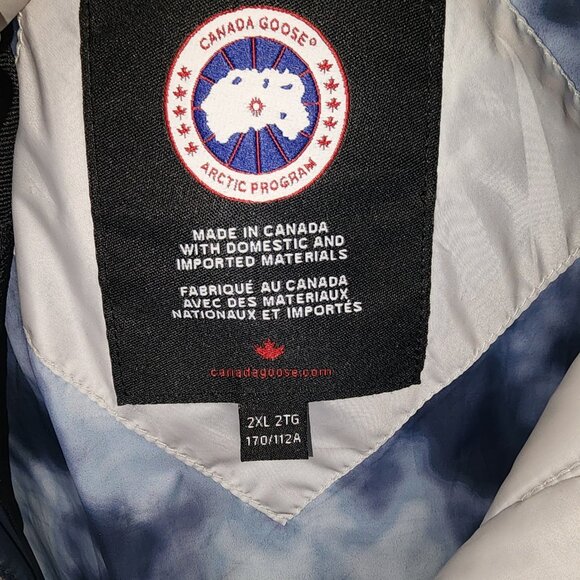 CANADA GOOSE®
ARCTIC PROGRAM
MADE IN CANADA
WITH DOMESTIC AND
IMPORTED MATERIALS
FABRIQUÉ AU CANADA
AVEC DES MATERIAUX
NATIONAUX ET IMPORTÉS
canadagoose.com
2XL 2TG
170/112A